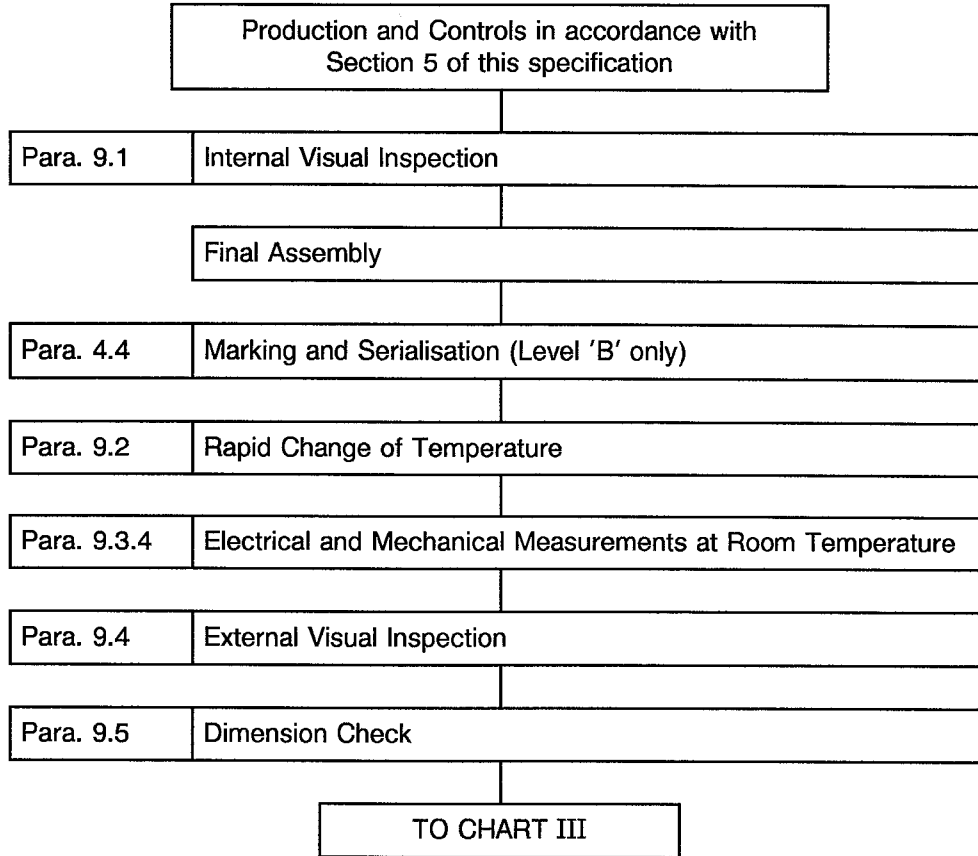 Production and Controls in accordance with
Section 5 of this specification
Para. 9.1 Internal Visual Inspection
Final Assembly
Para. 4.4 Marking and Serialisation (Level 'B' only)
Para. 9.2 Rapid Change of Temperature
Para. 9.3.4 Electrical and Mechanical Measurements at Room Temperature
Para. 9.4 External Visual Inspection
Para. 9.5 Dimension Check
TO CHART III